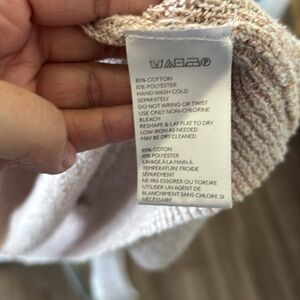 85% COTTON
15% POLYESTER
HAND WASH COLD
SEPARATELY
DO NOT WRING OR TWIST
USE ONLY NON-CHLORINE
BLEACH
RESHAPE & LAY FLAT TO DRY
LOW IRON AS NEEDED
MAY BE DRY CLEANED
85% COTON
15% POLYESTER
LAVAGE À LA MAIN À
TEMPÉRATURE FROIDE
SÉPARÉMENT
NE PAS ESSORER OU TORDRE
UTILISER UN AGENT DE
BLANCHIMENT SANS CHLORE SI
NÉCESSAIRE